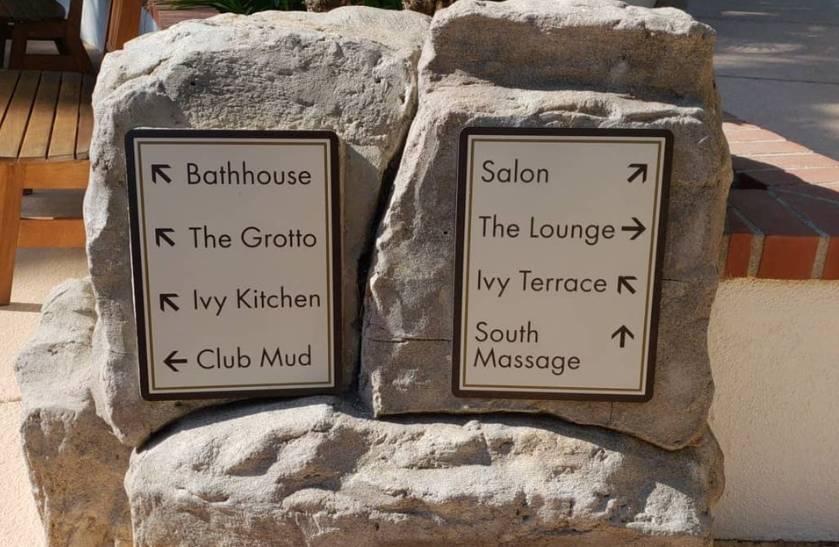 Bathhouse
The Grotto
Ivy Kitchen
Club Mud
Salon
The Lounge
Ivy Terrace
South
Massage